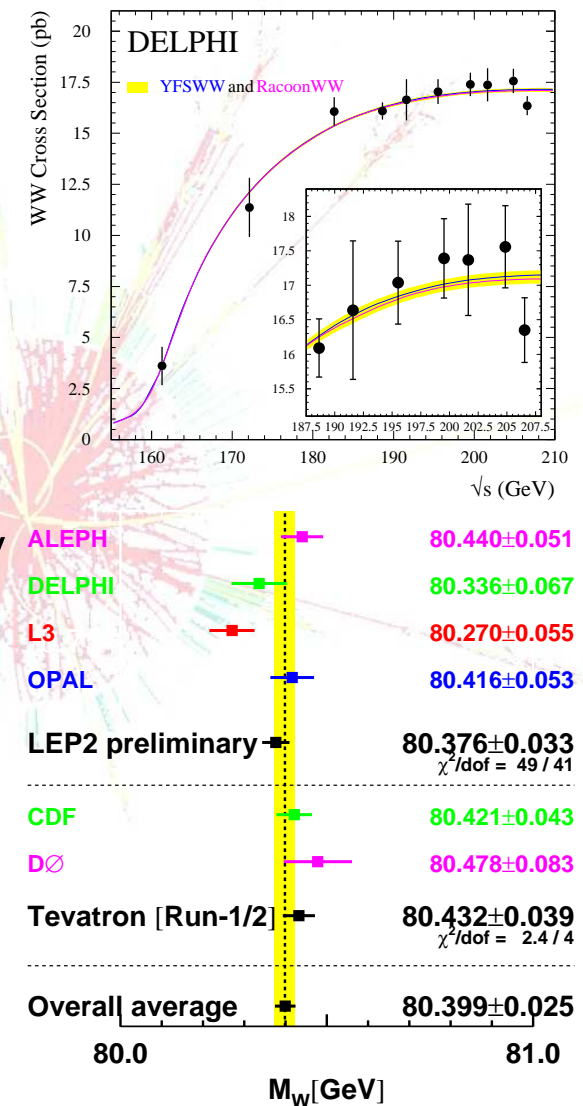 DELPHI
YFSWW and RacoonWW
WW Cross Section (pb)
20
17.5
15
12.5
10
7.5
5
2.5
0
160
170
180
190
200
210
√s (GeV)
18
17.5
17
16.5
16
15.5
187.5
190
192.5
195
197.5
200
202.5
205
207.5
ALEPH 80.440±0.051
DELPHI 80.336±0.067
L3 80.270±0.055
OPAL 80.416±0.053
LEP2 preliminary 80.376±0.033
χ²/dof = 49 / 41
CDF 80.421±0.043
DØ 80.478±0.083
Tevatron [Run-1/2] 80.432±0.039
χ²/dof = 2.4 / 4
Overall average 80.399±0.025
80.0
81.0
M_W[GeV]